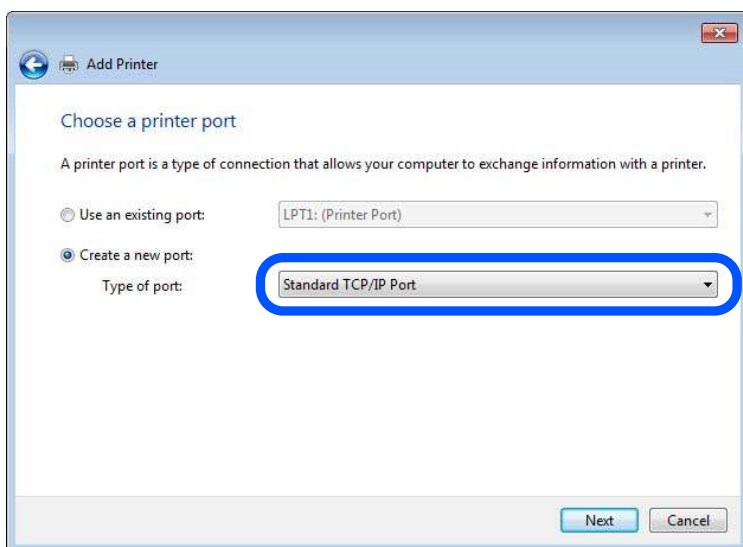 Add Printer
Choose a printer port
A printer port is a type of connection that allows your computer to exchange information with a printer.
Use an existing port: LPT1: (Printer Port)
Create a new port:
Type of port: Standard TCP/IP Port
Next Cancel